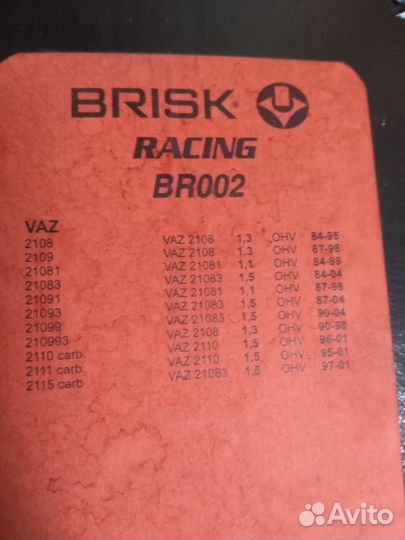 BRISK®
RACING
BR002
VAZ
2108 VAZ 2108 1,3 OHV 84-98
2109 VAZ 2108 1,3 OHV 87-98
21081 VAZ 21081 1,1 OHV 84-98
21083 VAZ 21083 1,5 OHV 84-04
21091 VAZ 21081 1,1 OHV 87-98
21093 VAZ 21083 1,5 OHV 87-04
21099 VAZ 21083 1,5 OHV 90-04
210993 VAZ 2108 1,3 OHV 90-98
2110 carb. VAZ 2110 1,5 OHV 96-01
2111 carb. VAZ 2110 1,5 OHV 95-01
2115 carb VAZ 21083 1,5 OHV 97-01
Avito